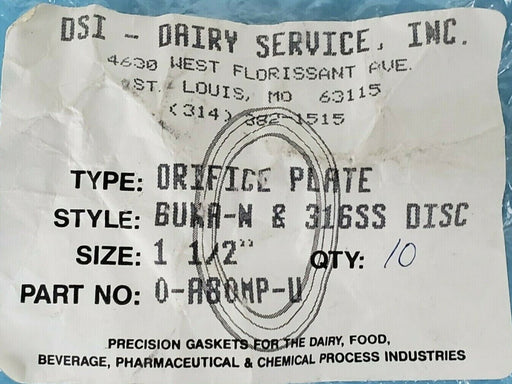 DSI - DAIRY SERVICE, INC.
4630 WEST FLORISSANT AVE.
ST. LOUIS, MO 63115
(314) 382-1515
TYPE: ORIFICE PLATE
STYLE: BUNA-N & 316SS DISC
SIZE: 1 1/2"
QTY: 10
PART NO: O-A80MP-U
PRECISION GASKETS FOR THE DAIRY, FOOD,
BEVERAGE, PHARMACEUTICAL & CHEMICAL PROCESS INDUSTRIES